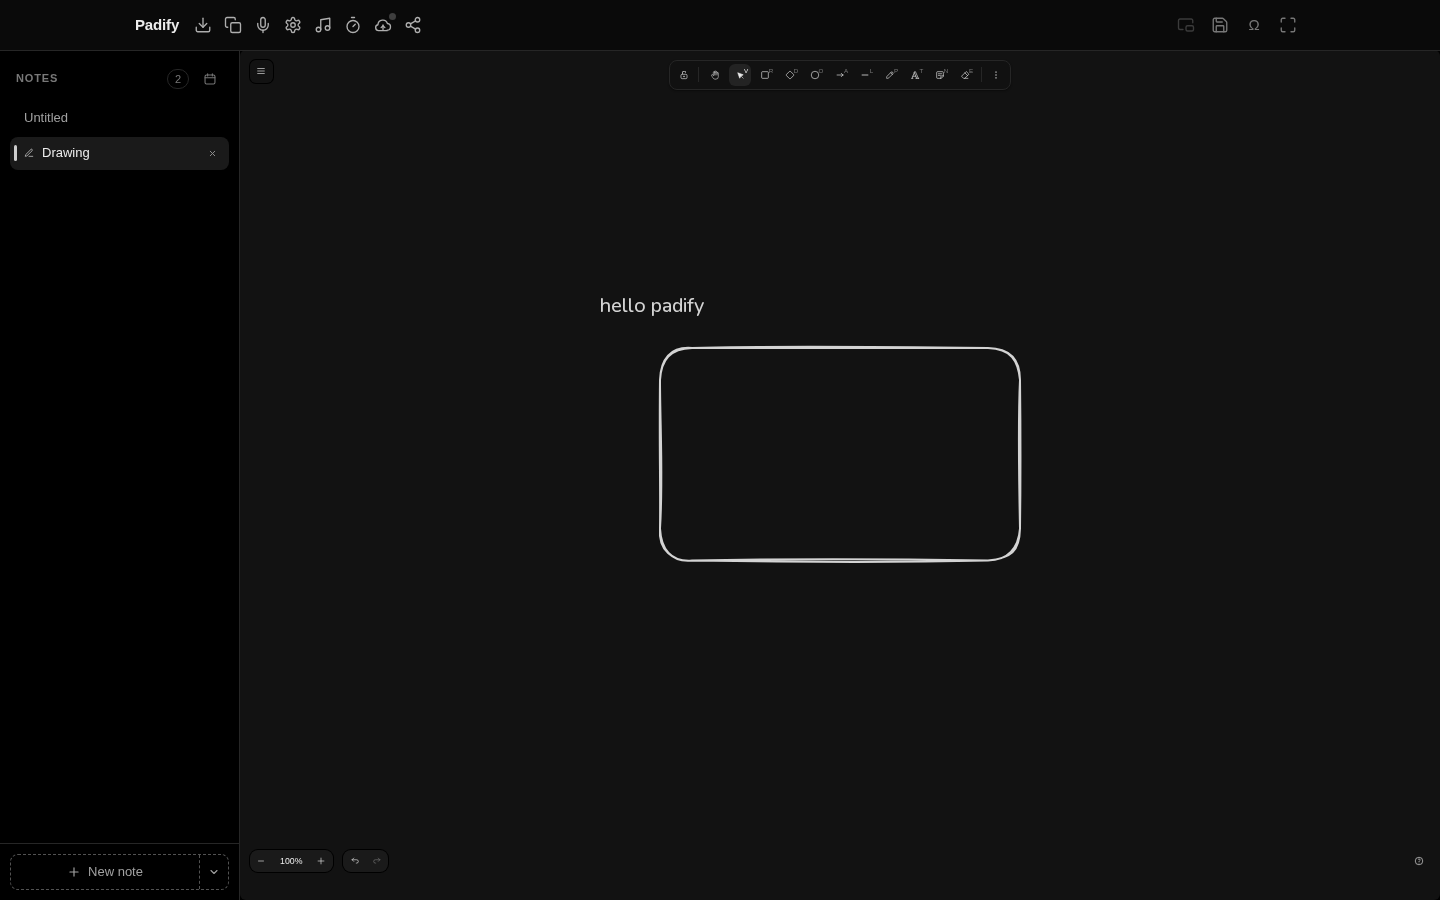 Padify
Ω
NOTES
2
Untitled
Drawing
hello padify
New note
100%
V
R
D
O
A
L
P
A
T
N
E